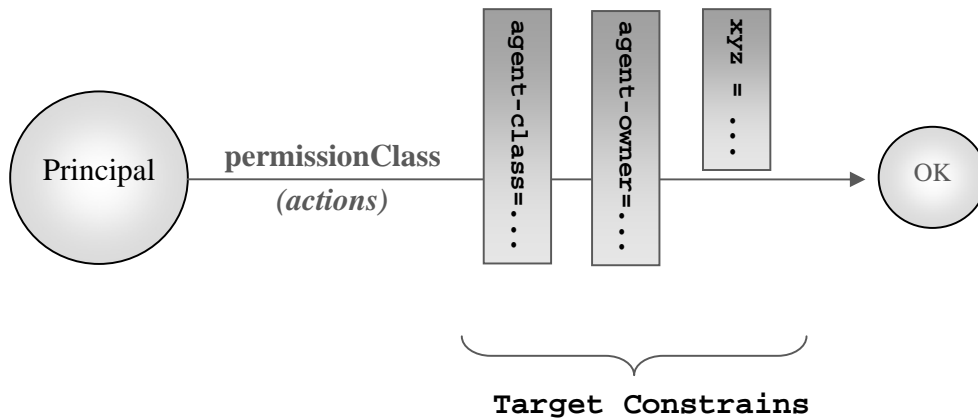 Principal
permissionClass
(actions)
agent-class=...
agent-owner=...
xyz = ...
OK
Target Constrains